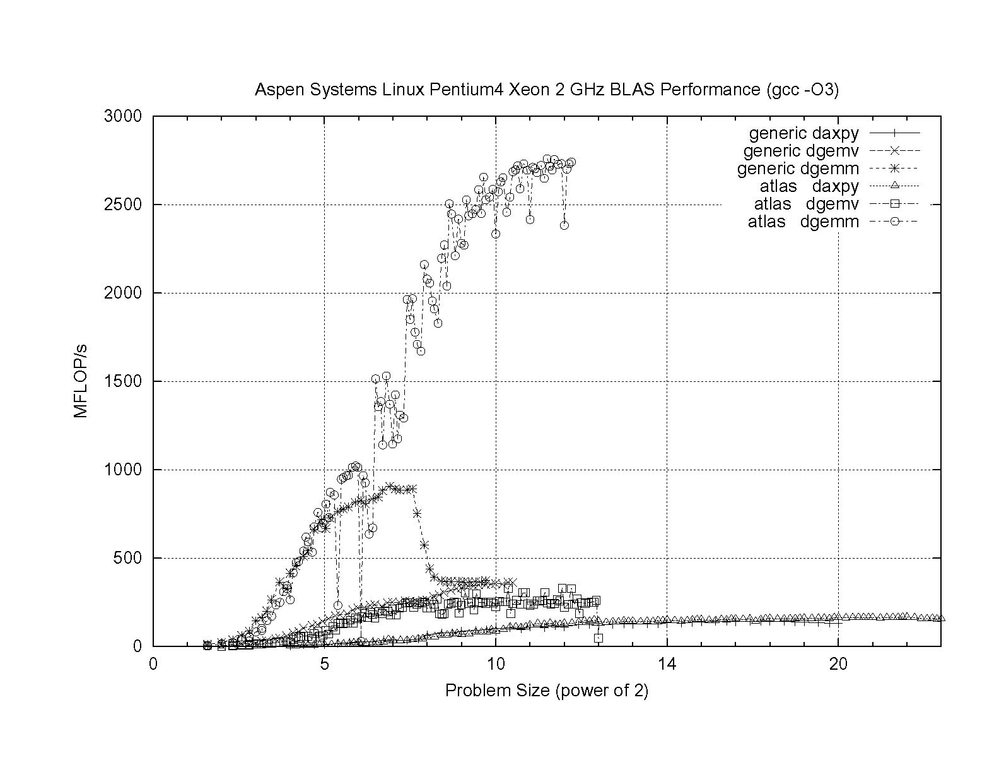 Aspen Systems Linux Pentium4 Xeon 2 GHz BLAS Performance (gcc -O3)
3000
2500
2000
1500
1000
500
0
MFLOP/s
generic daxpy
generic dgemv
generic dgemm
atlas daxpy
atlas dgemv
atlas dgemm
0 5 10 14 20
Problem Size (power of 2)